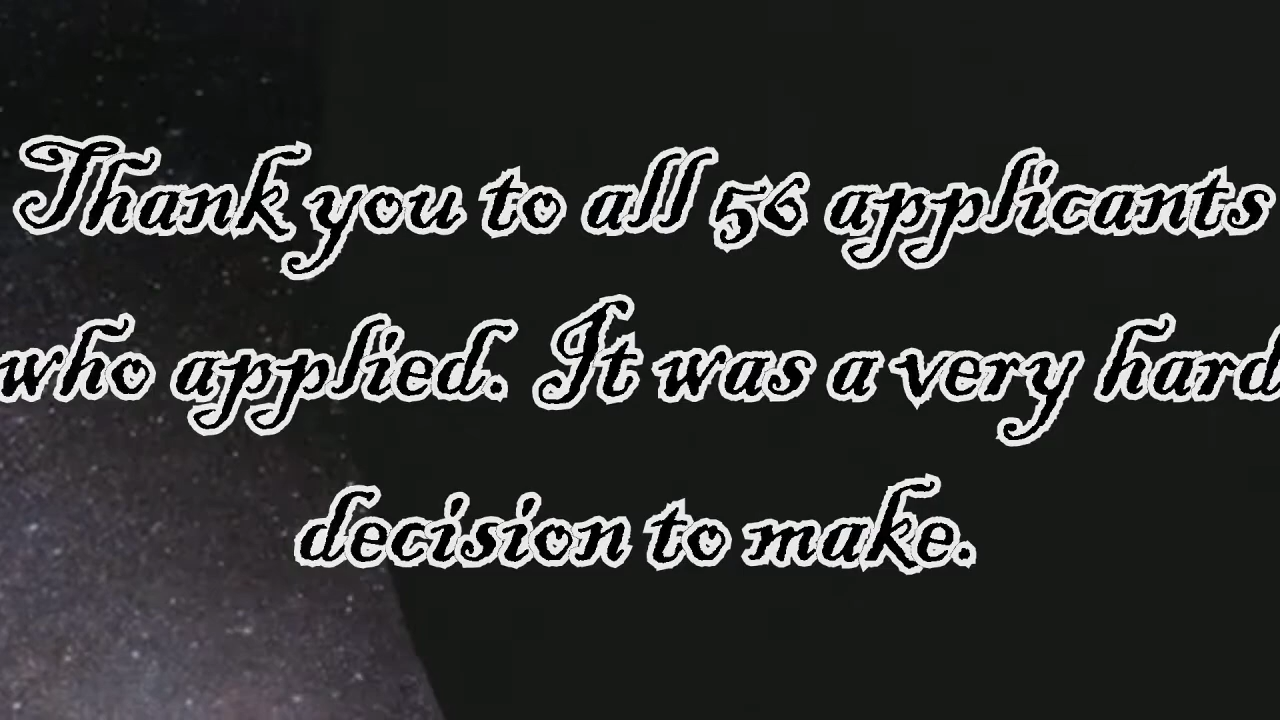 Thank you to all 56 applicants
who applied. It was a very hard
decision to make.